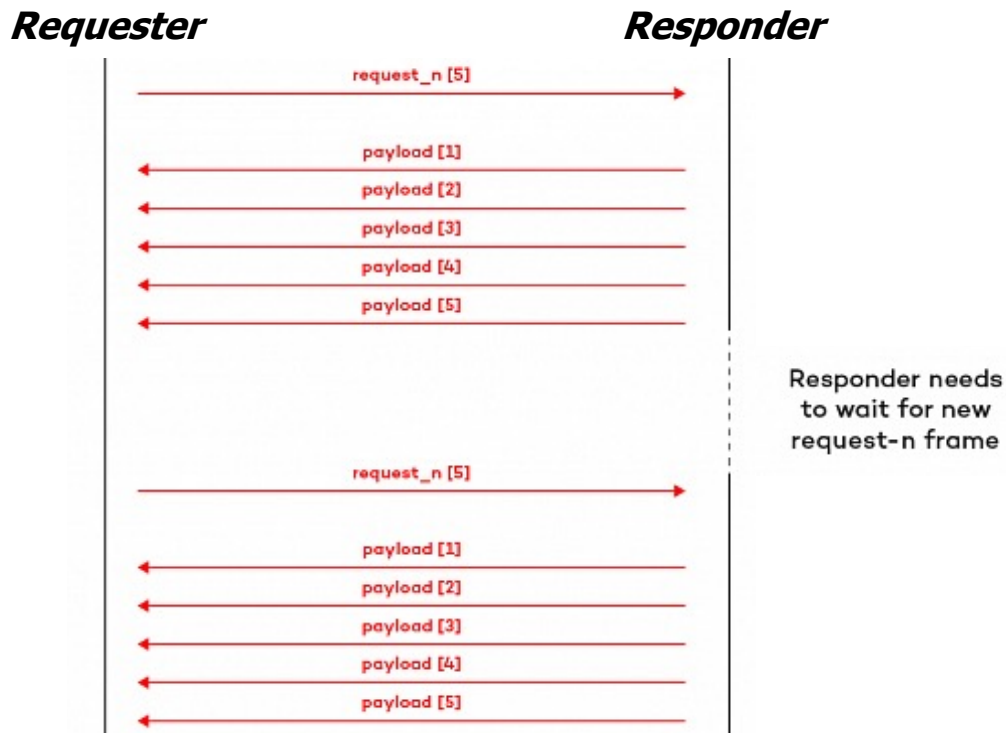 Requester
Responder
request_n [5]
payload [1]
payload [2]
payload [3]
payload [4]
payload [5]
Responder needs
to wait for new
request-n frame
request_n [5]
payload [1]
payload [2]
payload [3]
payload [4]
payload [5]